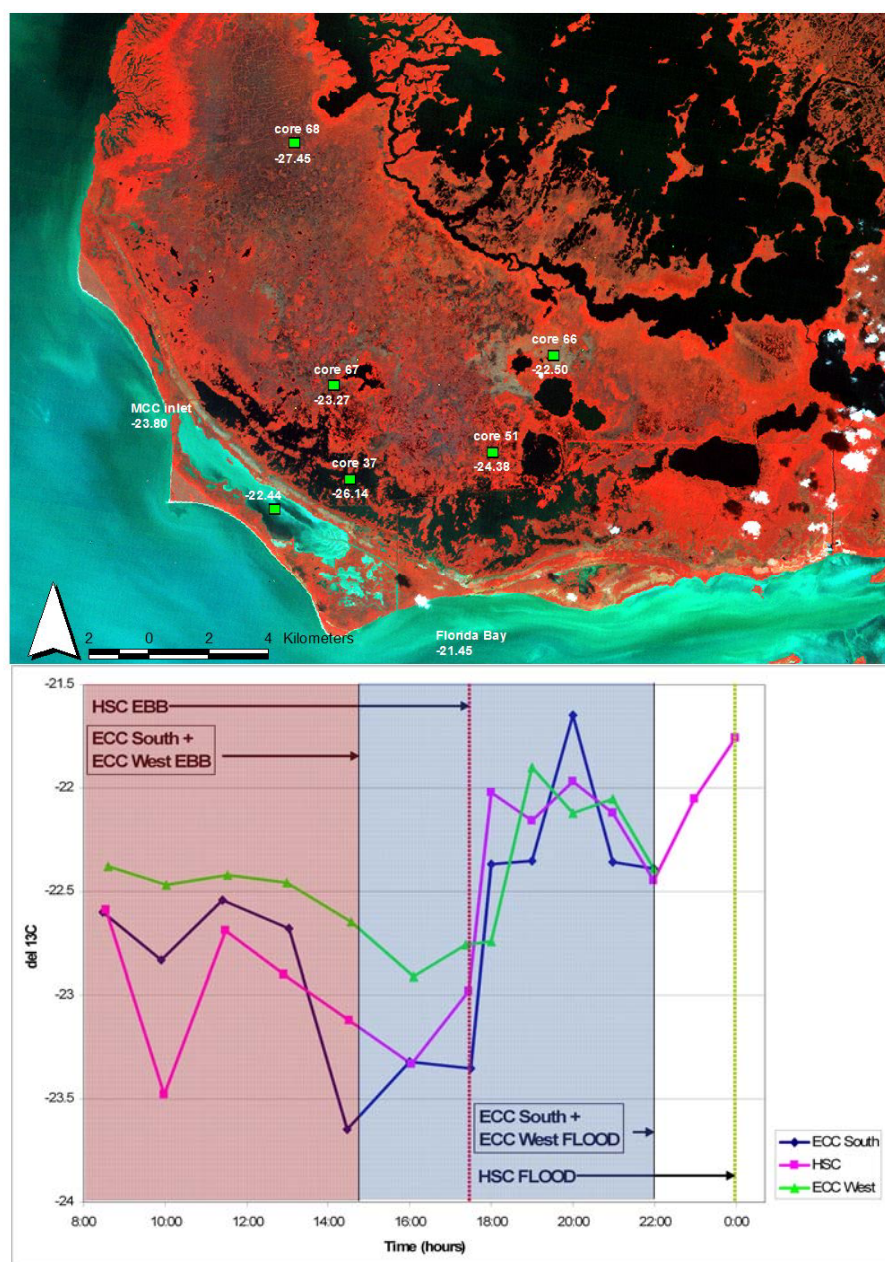 core 68
-27.45
core 66
-22.50
core 67
-23.27
MCC inlet
-23.80
core 51
-24.38
core 37
-26.14
-22.44
2 0 2 4 Kilometers
Florida Bay
-21.45
-21.5
HSC EBB
ECC South +
ECC West EBB
-22
-22.5
del 13C
-23
-23.5
ECC South +
ECC West FLOOD
HSC FLOOD
-24
ECC South
HSC
ECC West
8:00 10:00 12:00 14:00 16:00 18:00 20:00 22:00 0:00
Time (hours)